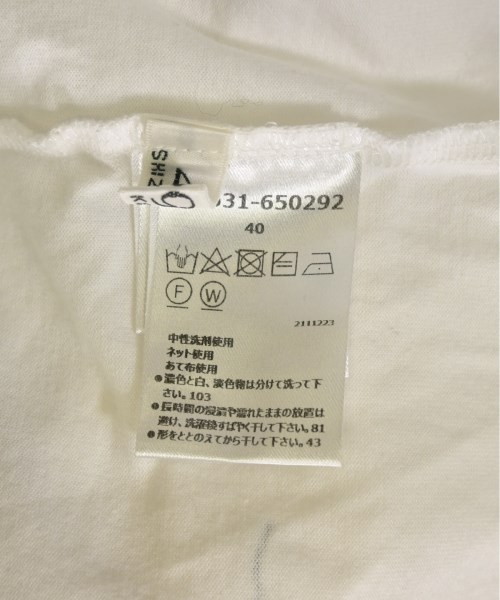 31-650292
40
F W
2111223
中性洗剤使用
ネット使用
あて布使用
●濃色と白、淡色物は分けて洗って下
さい。103
●長時間の浸漬や濡れたままの放置は
避け、洗濯後すばやく干して下さい。81
●形をととのえてから干して下さい。43